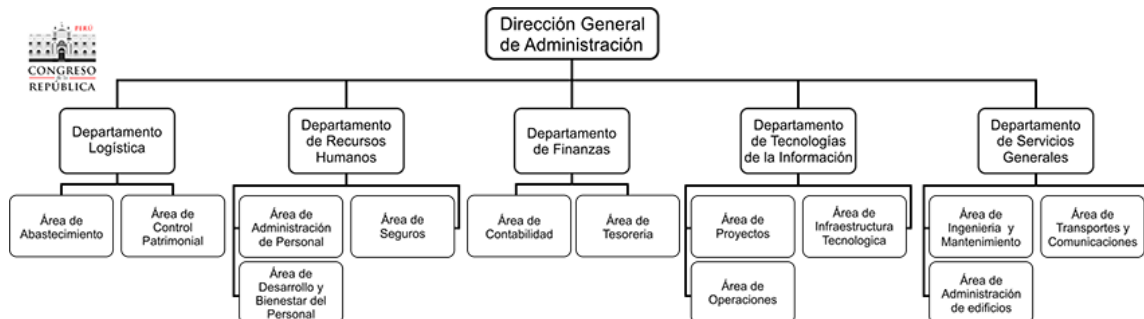 PERÚ
CONGRESO
de la
REPÚBLICA
Dirección General
de Administración
Departamento
Logística
Departamento
de Recursos
Humanos
Departamento
de Finanzas
Departamento
de Tecnologías
de la Información
Departamento
de Servicios
Generales
Área de
Abastecimiento
Área de
Control
Patrimonial
Área de
Administración
de Personal
Área de
Seguros
Área de
Contabilidad
Área de
Tesoreria
Área de
Proyectos
Área de
Infraestructura
Tecnologica
Área de
Ingenieria y
Mantenimiento
Área de
Transportes y
Comunicaciones
Área de
Desarrollo y
Bienestar del
Personal
Área de
Operaciones
Área de
Administración
de edificios